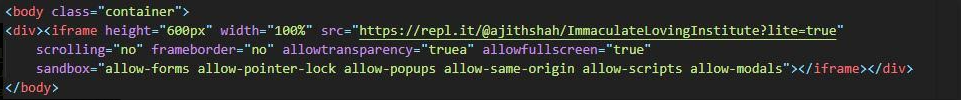 <body class="container">
<div><iframe height="600px" width="100%" src="https://repl.it/@ajithshah/ImmaculateLovingInstitute?lite=true"
scrolling="no" frameborder="no" allowtransparency="truea" allowfullscreen="true"
sandbox="allow-forms allow-pointer-lock allow-popups allow-same-origin allow-scripts allow-modals"></iframe></div>
</body>